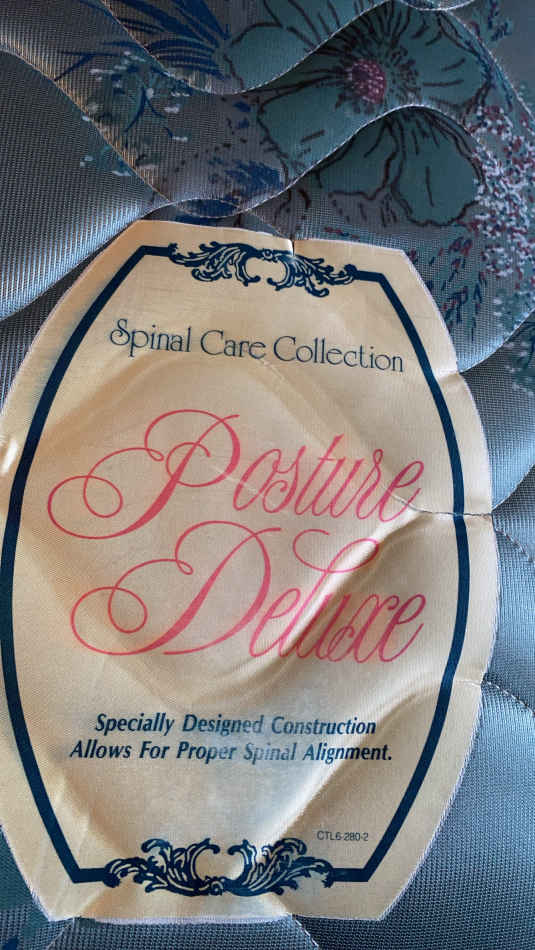 Spinal Care Collection
Posture
Deluxe
Specially Designed Construction
Allows For Proper Spinal Alignment.
CTL6-280-2